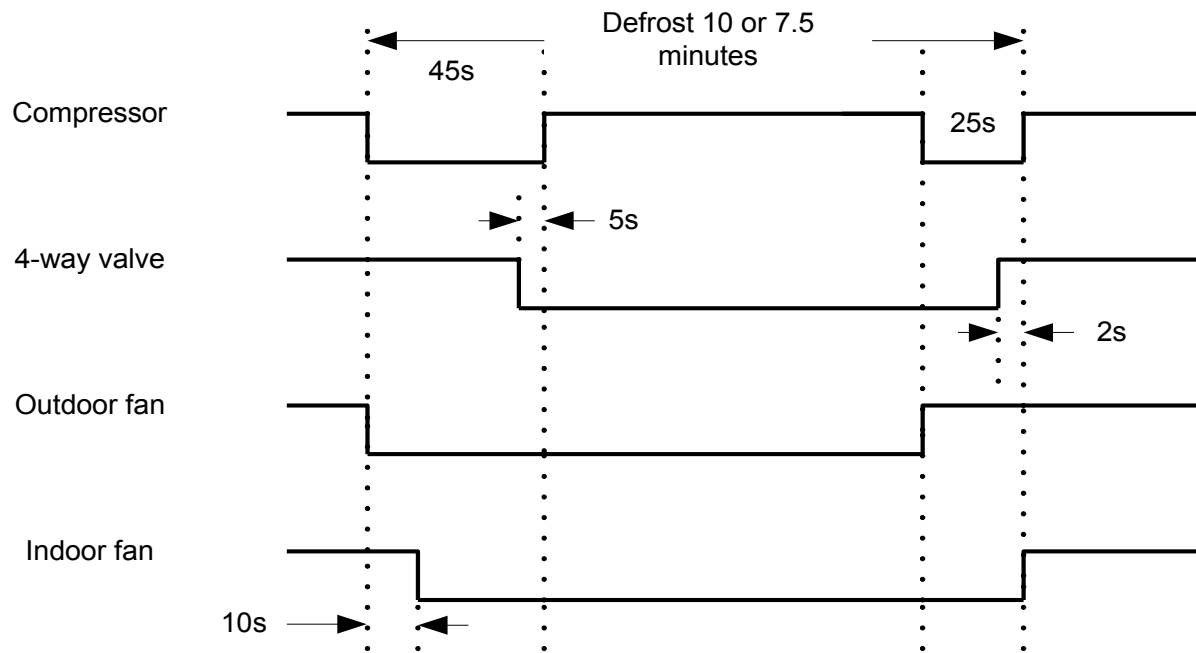 Defrost 10 or 7.5
minutes
45s
Compressor
25s
5s
4-way valve
2s
Outdoor fan
Indoor fan
10s